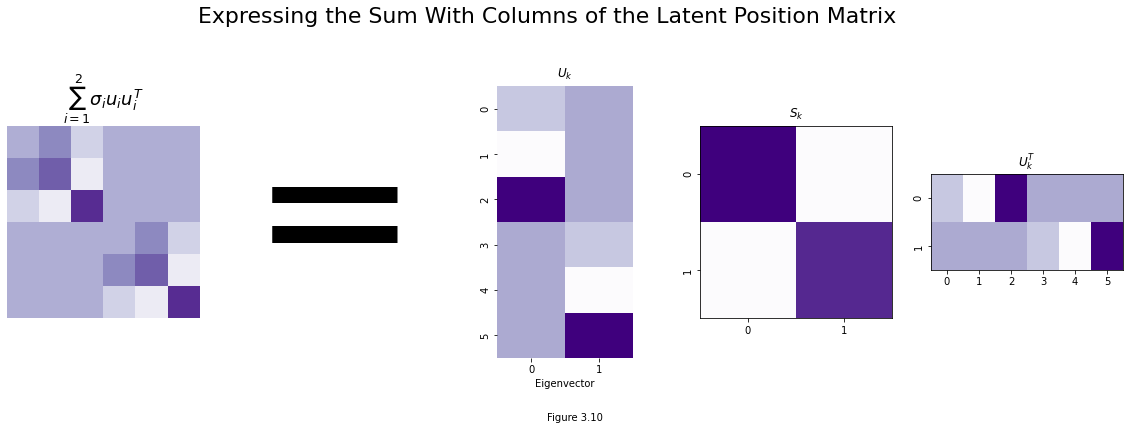 Expressing the Sum With Columns of the Latent Position Matrix
2
∑ σᵢuᵢuᵢᵀ
i = 1
Uₖ
0
1
2
3
4
5
0 1
Eigenvector
Sₖ
0
1
0 1
Uₖᵀ
0
1
0 1 2 3 4 5
Figure 3.10